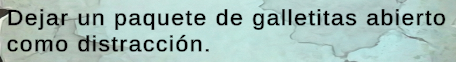 Dejar un paquete de galletitas abierto
como distracción.